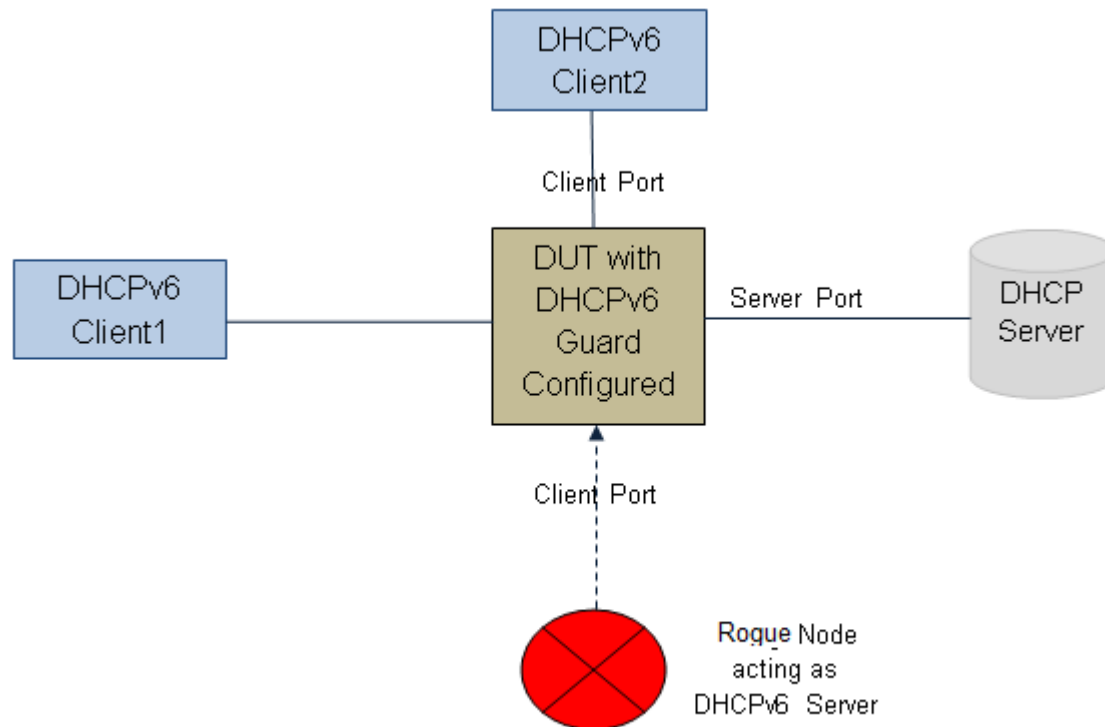 DHCPv6
Client2
Client Port
DHCPv6
Client1
DUT with
DHCPv6
Guard
Configured
Server Port
DHCP
Server
Client Port
Rogue Node
acting as
DHCPv6 Server